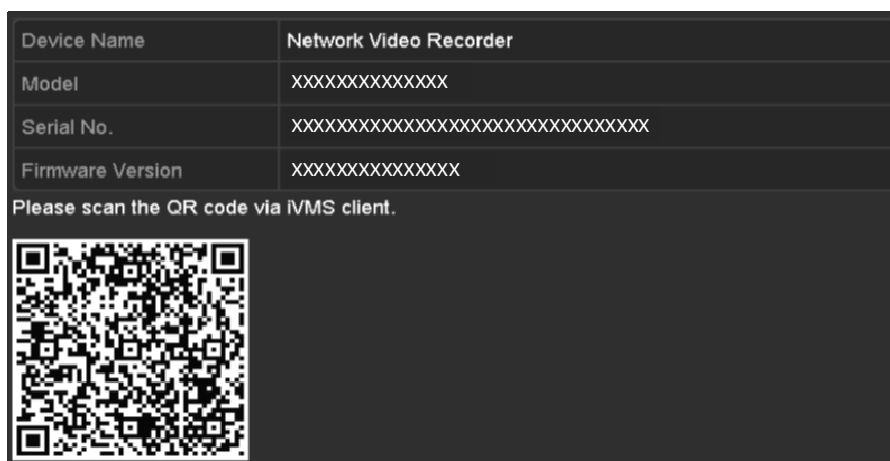 Device Name Network Video Recorder
Model XXXXXXXXXXXXXX
Serial No. XXXXXXXXXXXXXXXXXXXXXXXXXXXXXXXX
Firmware Version XXXXXXXXXXXXXXX
Please scan the QR code via iVMS client.